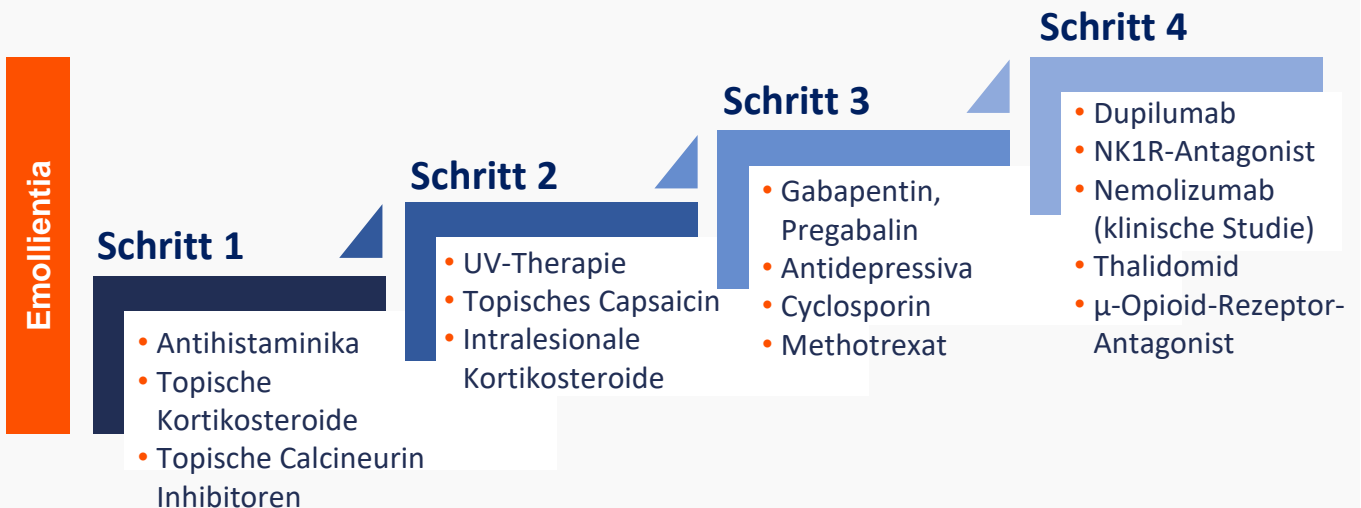 Emollientia
Schritt 1
• Antihistaminika
• Topische
Kortikosteroide
• Topische Calcineurin
Inhibitoren
Schritt 2
• UV-Therapie
• Topisches Capsaicin
• Intralesionale
Kortikosteroide
Schritt 3
• Gabapentin,
Pregabalin
• Antidepressiva
• Cyclosporin
• Methotrexat
Schritt 4
• Dupilumab
• NK1R-Antagonist
• Nemolizumab
(klinische Studie)
• Thalidomid
• µ-Opioid-Rezeptor-
Antagonist